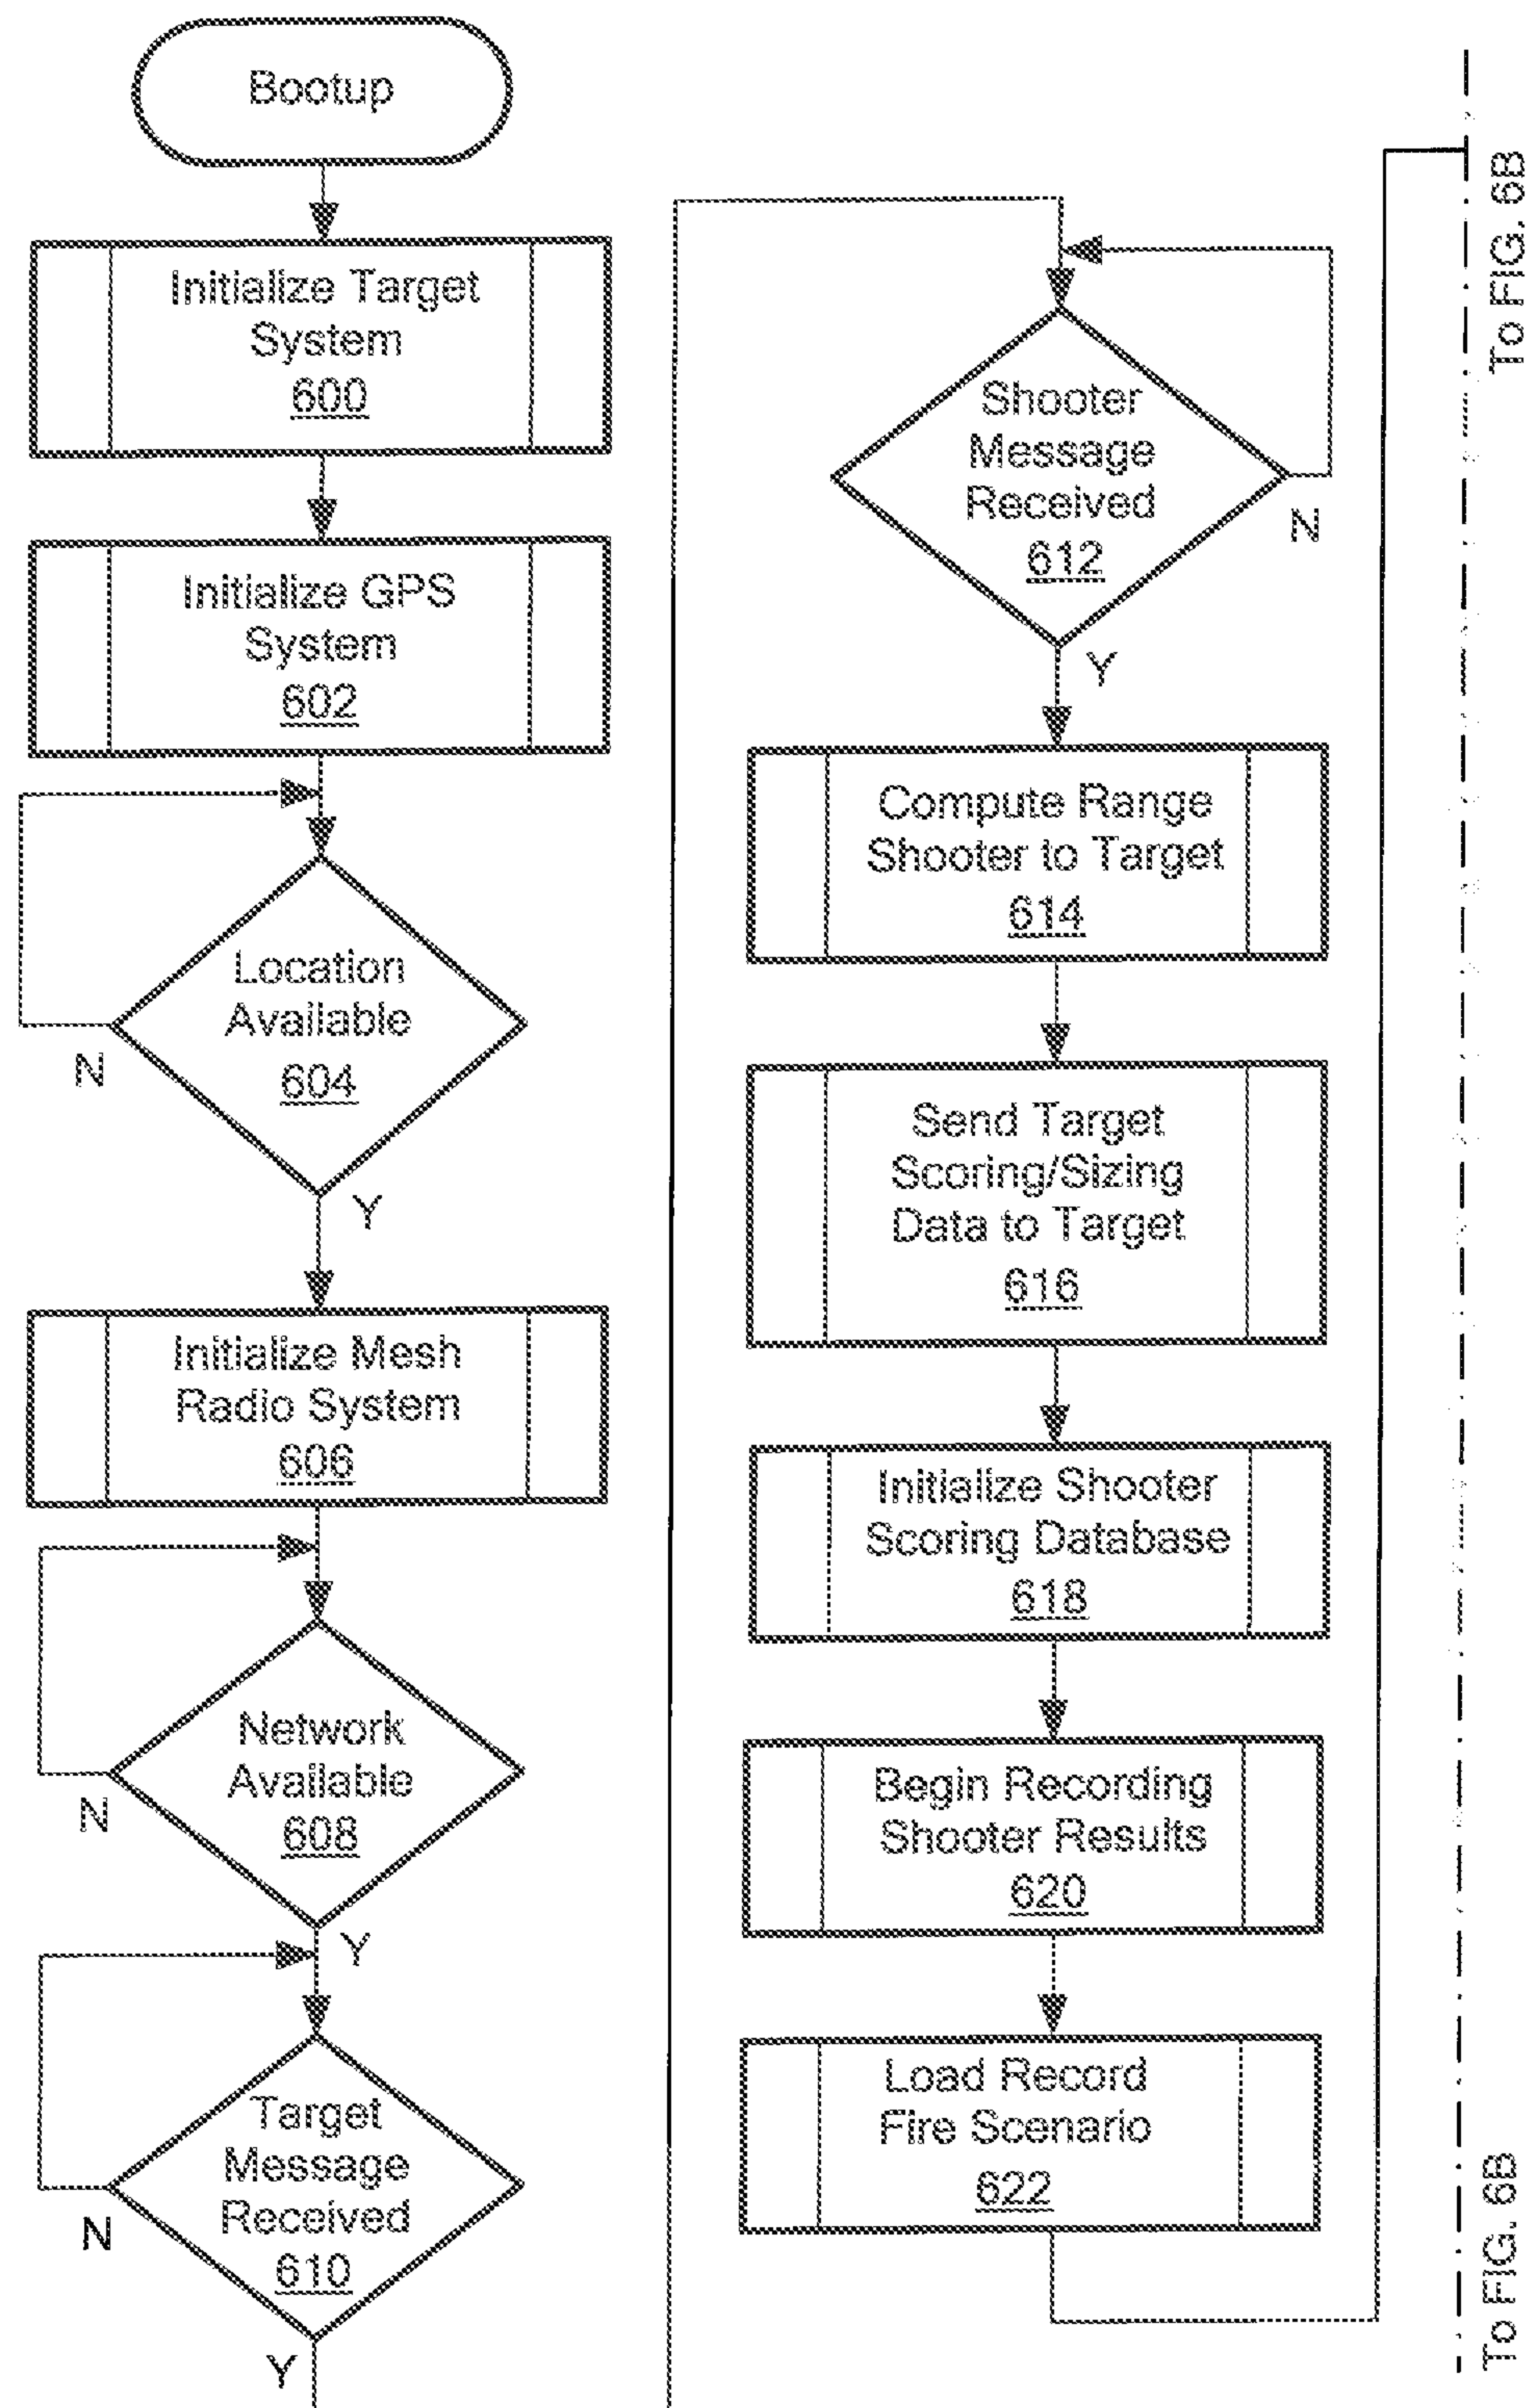 Bootup
Initialize Target
System
600
Initialize GPS
System
602
Location
Available
604
N
Y
Initialize Mesh
Radio System
606
Network
Available
608
N
Y
Target
Message
Received
610
N
Y
Shooter
Message
Received
612
N
Y
Compute Range
Shooter to Target
614
Send Target
Scoring/Sizing
Data to Target
616
Initialize Shooter
Scoring Database
618
Begin Recording
Shooter Results
620
Load Record
Fire Scenario
622
To FIG. 6B
To FIG. 6B